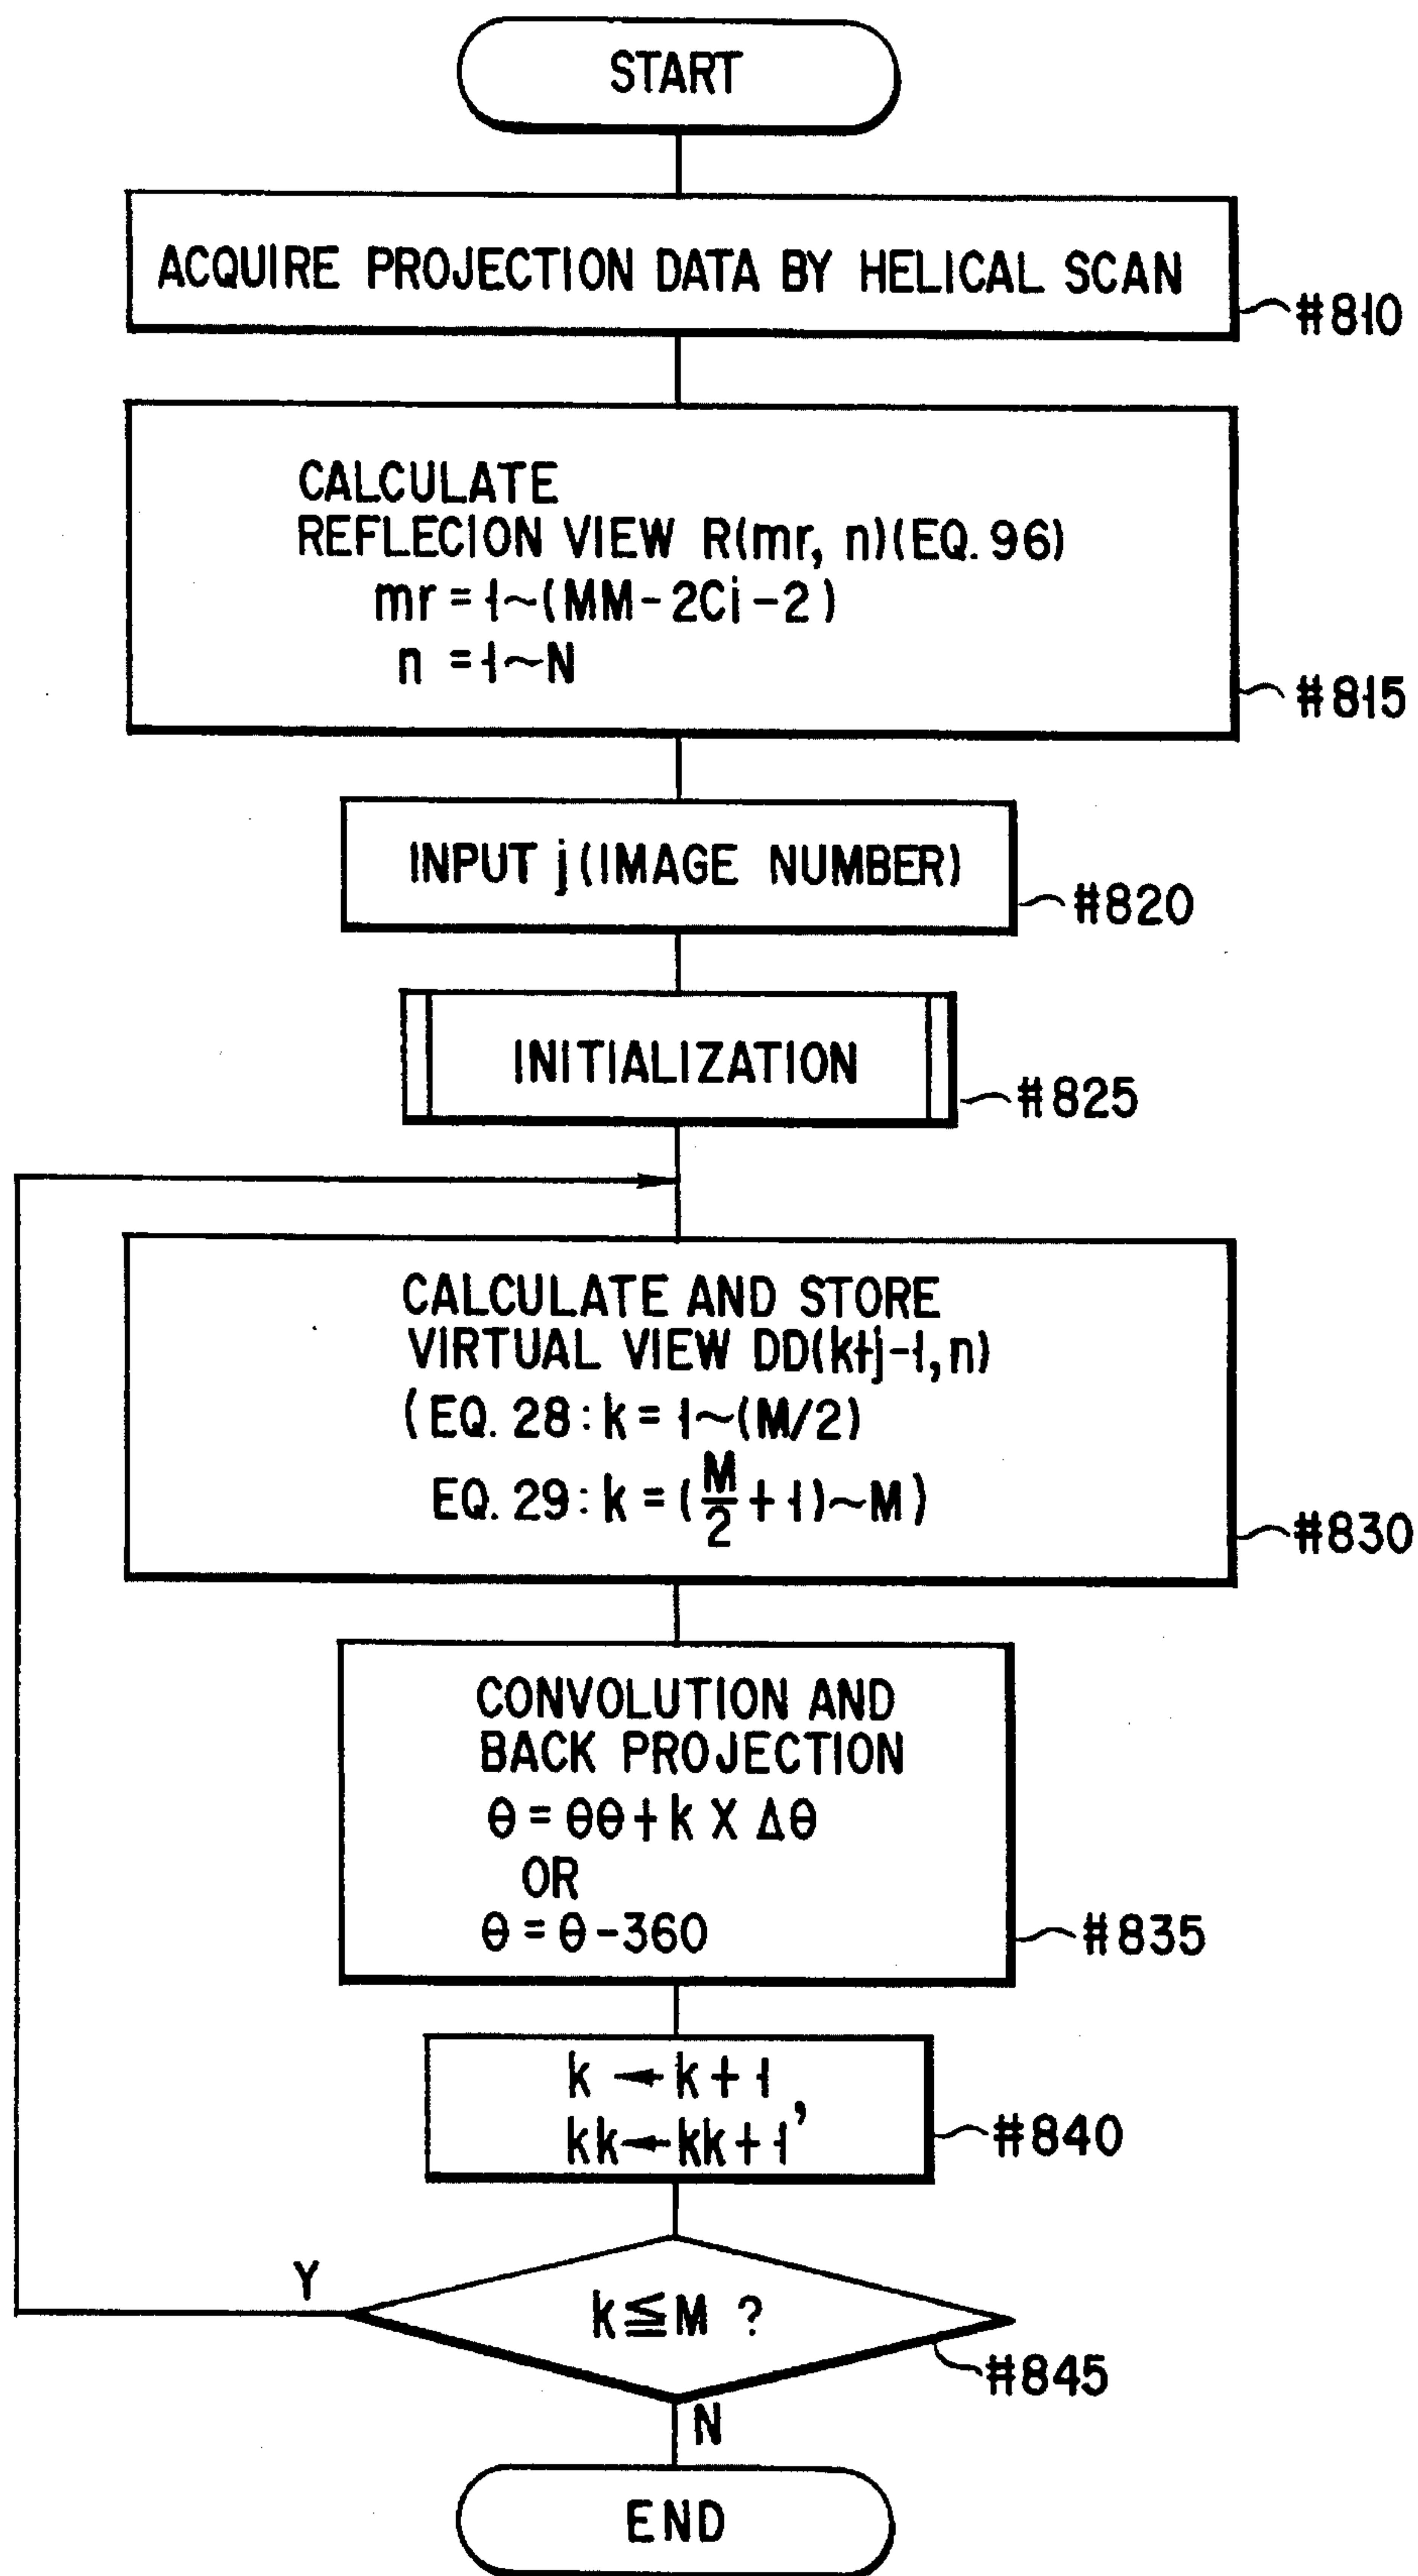 START
ACQUIRE PROJECTION DATA BY HELICAL SCAN
#810
CALCULATE
REFLECION VIEW R(mr, n)(EQ. 96)
mr = 1~(MM-2Ci-2)
n = 1~N
#815
INPUT j(IMAGE NUMBER)
#820
INITIALIZATION
#825
CALCULATE AND STORE
VIRTUAL VIEW DD(k+j-1,n)
(EQ. 28:k = 1~(M/2)
EQ. 29:k = (M/2 + 1)~M)
#830
CONVOLUTION AND
BACK PROJECTION
θ = θθ + k X Δθ
OR
θ = θ-360
#835
k ← k + 1,
kk ← kk + 1
#840
Y
k ≦ M ?
#845
N
END